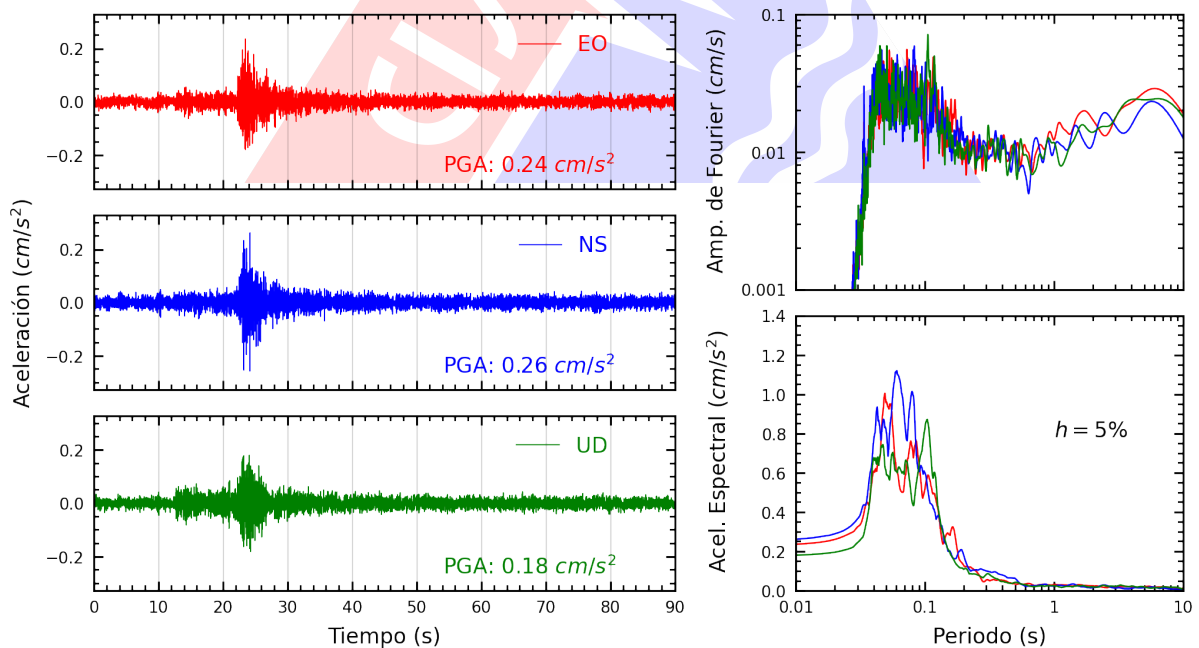 Aceleración (cm/s²)
0.2
0.0
−0.2
EO
PGA: 0.24 cm/s²
0.2
0.0
−0.2
NS
PGA: 0.26 cm/s²
0.2
0.0
−0.2
UD
PGA: 0.18 cm/s²
0 10 20 30 40 50 60 70 80 90
Tiempo (s)
Amp. de Fourier (cm/s)
0.1
0.01
0.001
Acel. Espectral (cm/s²)
1.4
1.2
1.0
0.8
0.6
0.4
0.2
0.0
h = 5%
0.01 0.1 1 10
Periodo (s)